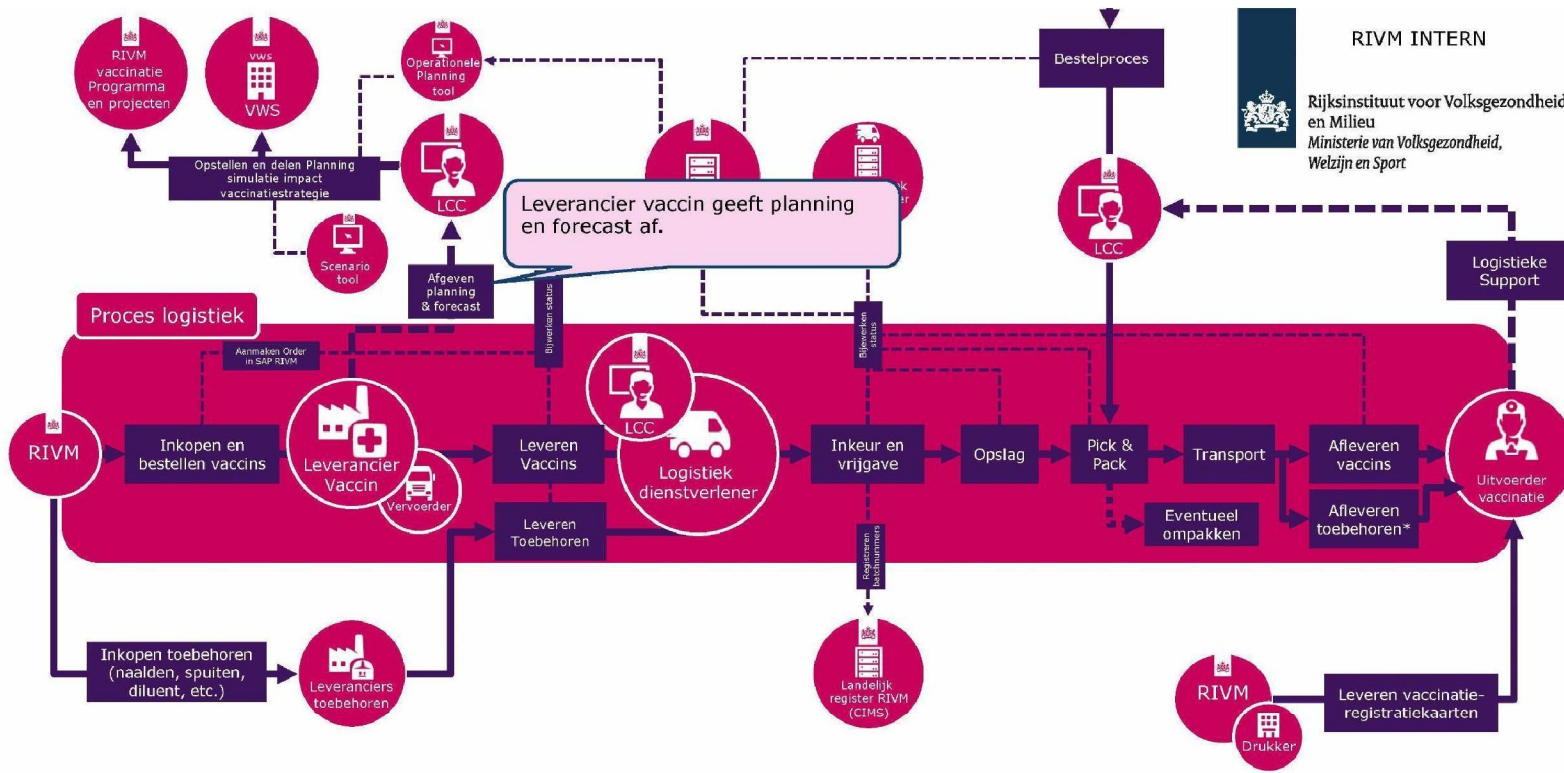 RIVM
vaccinatie
Programma
en projecten
vws
VWS
Operationele
Planning
tool
Bestelproces
RIVM INTERN
Rijksinstituut voor Volksgezondheid
en Milieu
Ministerie van Volksgezondheid,
Welzijn en Sport
Opstellen en delen Planning
simulatie impact
vaccinatiestrategie
LCC
Leverancier vaccin geeft planning
en forecast af.
LCC
Scenario
tool
Afgeven
planning
& forecast
Logistieke
Support
Proces logistiek
Aanmaken Order
in SAP RIVM
Bijwerken status
Bijewerken
status
LCC
RIVM
Inkopen en
bestellen vaccins
Leverancier
Vaccin
Vervoerder
Leveren
Vaccins
Leveren
Toebehoren
Logistiek
dienstverlener
Inkeur en
vrijgave
Opslag
Pick &
Pack
Transport
Afleveren
vaccins
Eventueel
ompakken
Afleveren
toebehoren*
Uitvoerder
vaccinatie
Registreren
batchnummers
Inkopen toebehoren
(naalden, spuiten,
diluent, etc.)
Leveranciers
toebehoren
Landelijk
register RIVM
(CIMS)
RIVM
Drukker
Leveren vaccinatie-
registratiekaarten